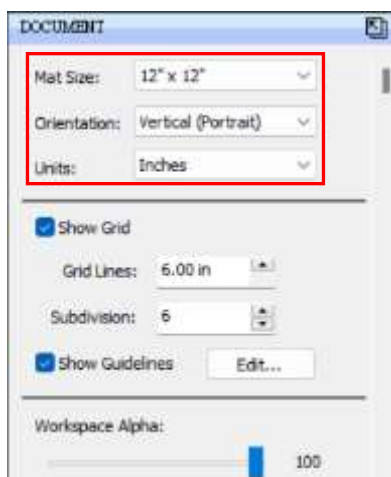 DOCUMENT
Mat Size: 12" x 12"
Orientation: Vertical (Portrait)
Units: Inches
Show Grid
Grid Lines: 6.00 in
Subdivision: 6
Show Guidelines Edit...
Workspace Alpha:
100